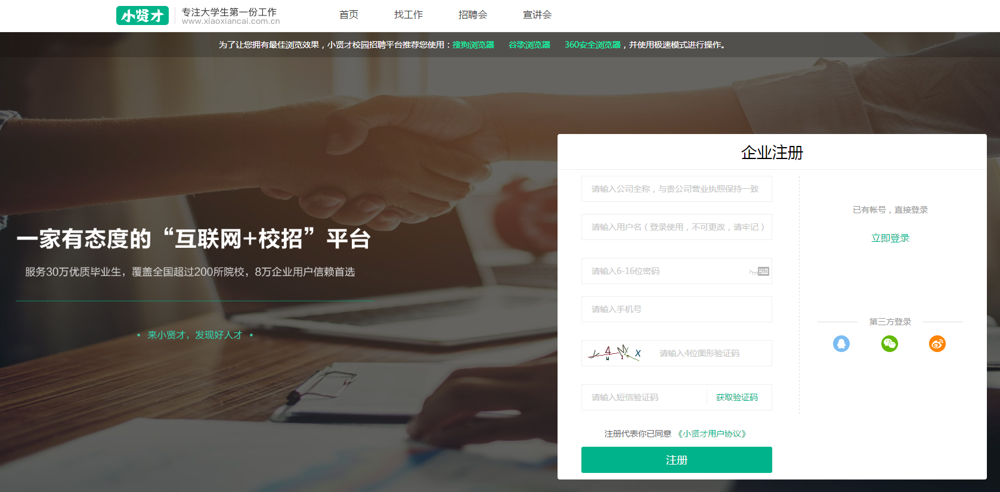 小贤才
专注大学生第一份工作
www.xiaoxiancai.com.cn
首页 找工作 招聘会 宣讲会
为了让您拥有最佳浏览效果，小贤才校园招聘平台推荐您使用：搜狗浏览器 谷歌浏览器 360安全浏览器，并使用极速模式进行操作。
一家有态度的“互联网+校招”平台
服务30万优质毕业生，覆盖全国超过200所院校，8万企业用户信赖首选
• 来小贤才，发现好人才 •
企业注册
请输入公司全称，与贵公司营业执照保持一致
请输入用户名（登录使用，不可更改，请牢记）
请输入6-16位密码
请输入手机号
请输入4位图形验证码
请输入短信验证码 获取验证码
注册代表你已同意 《小贤才用户协议》
注册
已有帐号，直接登录
立即登录
第三方登录